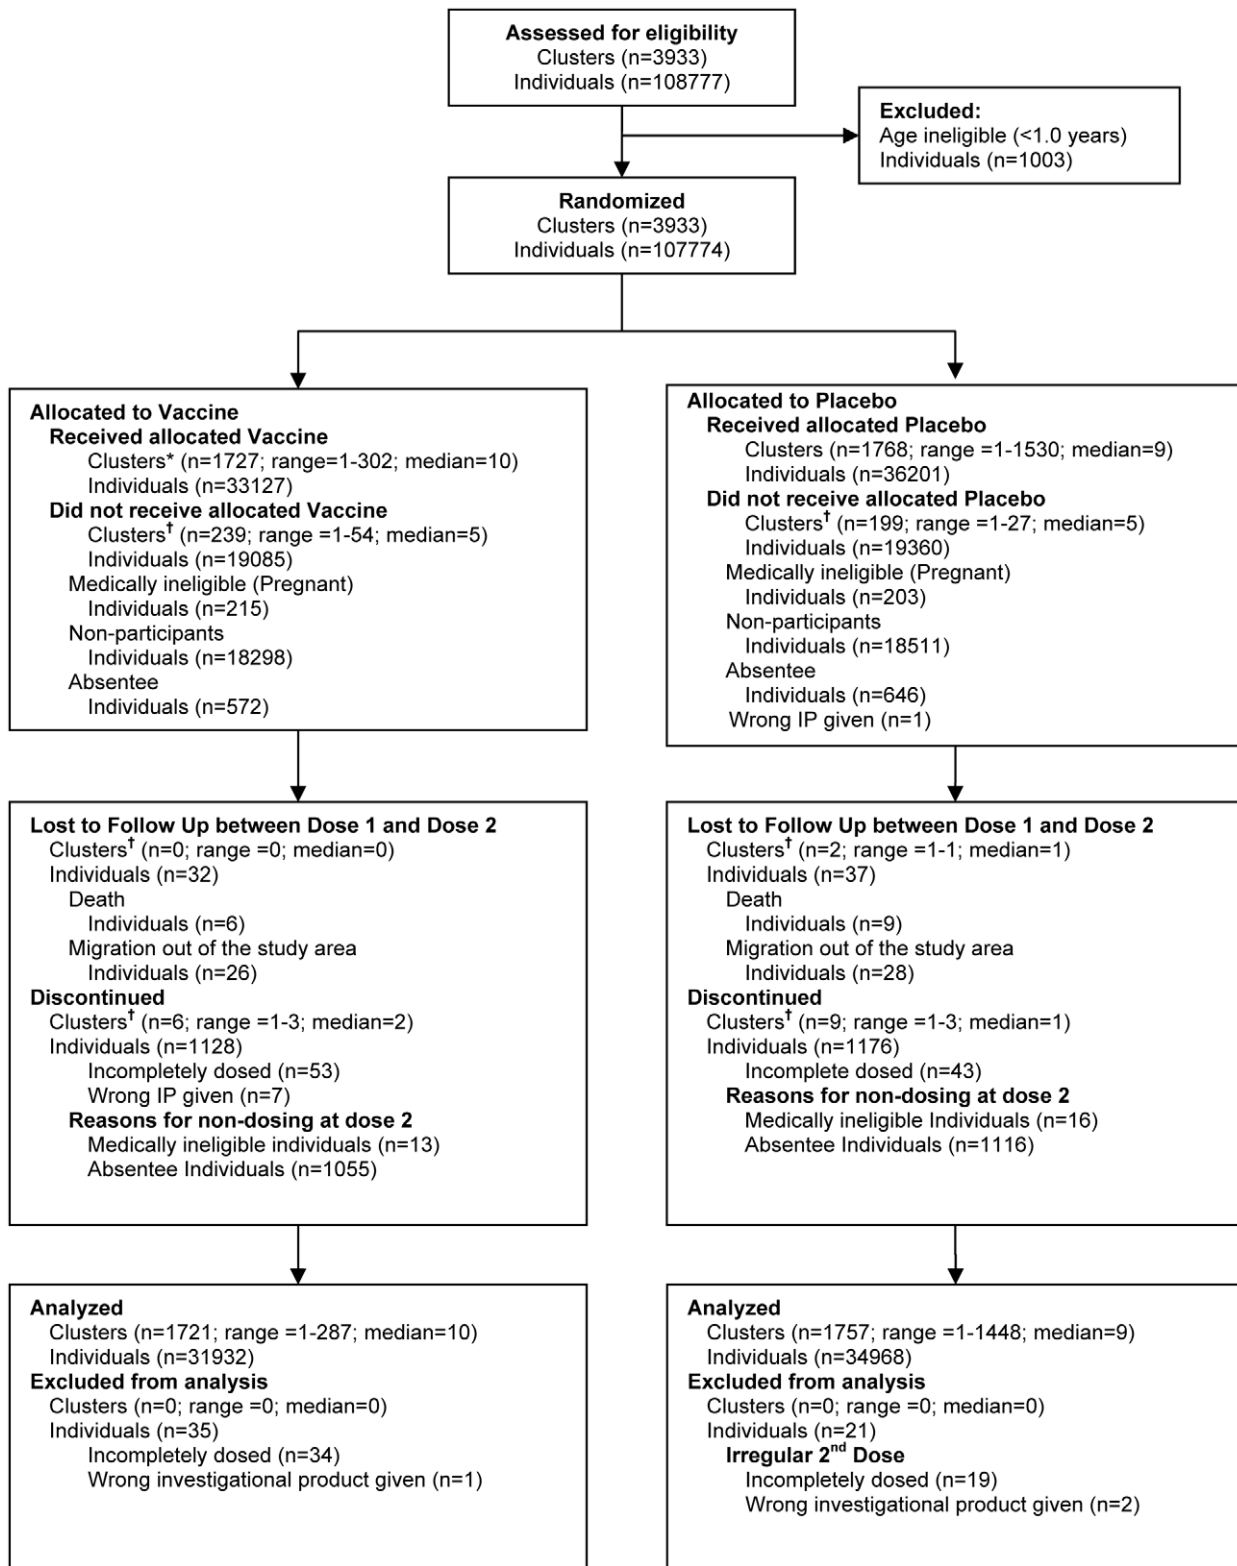 Assessed for eligibility
Clusters (n=3933)
Individuals (n=108777)
Excluded:
Age ineligible (<1.0 years)
Individuals (n=1003)
Randomized
Clusters (n=3933)
Individuals (n=107774)
Allocated to Vaccine
Received allocated Vaccine
Clusters* (n=1727; range=1-302; median=10)
Individuals (n=33127)
Did not receive allocated Vaccine
Clusters† (n=239; range =1-54; median=5)
Individuals (n=19085)
Medically ineligible (Pregnant)
Individuals (n=215)
Non-participants
Individuals (n=18298)
Absentee
Individuals (n=572)
Allocated to Placebo
Received allocated Placebo
Clusters (n=1768; range =1-1530; median=9)
Individuals (n=36201)
Did not receive allocated Placebo
Clusters† (n=199; range =1-27; median=5)
Individuals (n=19360)
Medically ineligible (Pregnant)
Individuals (n=203)
Non-participants
Individuals (n=18511)
Absentee
Individuals (n=646)
Wrong IP given (n=1)
Lost to Follow Up between Dose 1 and Dose 2
Clusters† (n=0; range =0; median=0)
Individuals (n=32)
Death
Individuals (n=6)
Migration out of the study area
Individuals (n=26)
Discontinued
Clusters† (n=6; range =1-3; median=2)
Individuals (n=1128)
Incompletely dosed (n=53)
Wrong IP given (n=7)
Reasons for non-dosing at dose 2
Medically ineligible individuals (n=13)
Absentee Individuals (n=1055)
Lost to Follow Up between Dose 1 and Dose 2
Clusters† (n=2; range =1-1; median=1)
Individuals (n=37)
Death
Individuals (n=9)
Migration out of the study area
Individuals (n=28)
Discontinued
Clusters† (n=9; range =1-3; median=1)
Individuals (n=1176)
Incomplete dosed (n=43)
Reasons for non-dosing at dose 2
Medically ineligible Individuals (n=16)
Absentee Individuals (n=1116)
Analyzed
Clusters (n=1721; range =1-287; median=10)
Individuals (n=31932)
Excluded from analysis
Clusters (n=0; range =0; median=0)
Individuals (n=35)
Incompletely dosed (n=34)
Wrong investigational product given (n=1)
Analyzed
Clusters (n=1757; range =1-1448; median=9)
Individuals (n=34968)
Excluded from analysis
Clusters (n=0; range =0; median=0)
Individuals (n=21)
Irregular 2nd Dose
Incompletely dosed (n=19)
Wrong investigational product given (n=2)